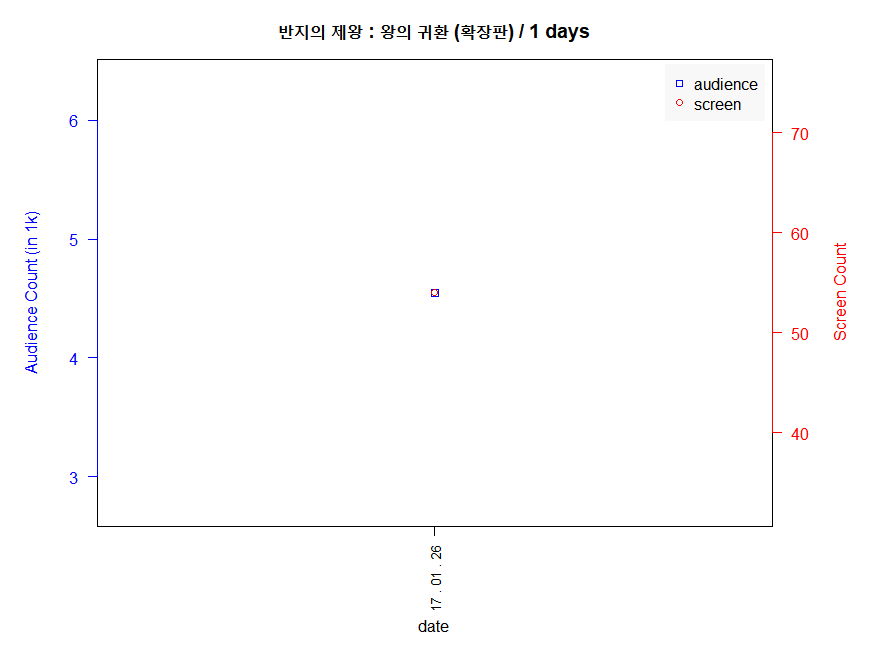 반지의 제왕 : 왕의 귀환 (확장판) / 1 days
audience
screen
6
5
4
3
Audience Count (in 1k)
70
60
50
40
Screen Count
17 . 01 . 26
date